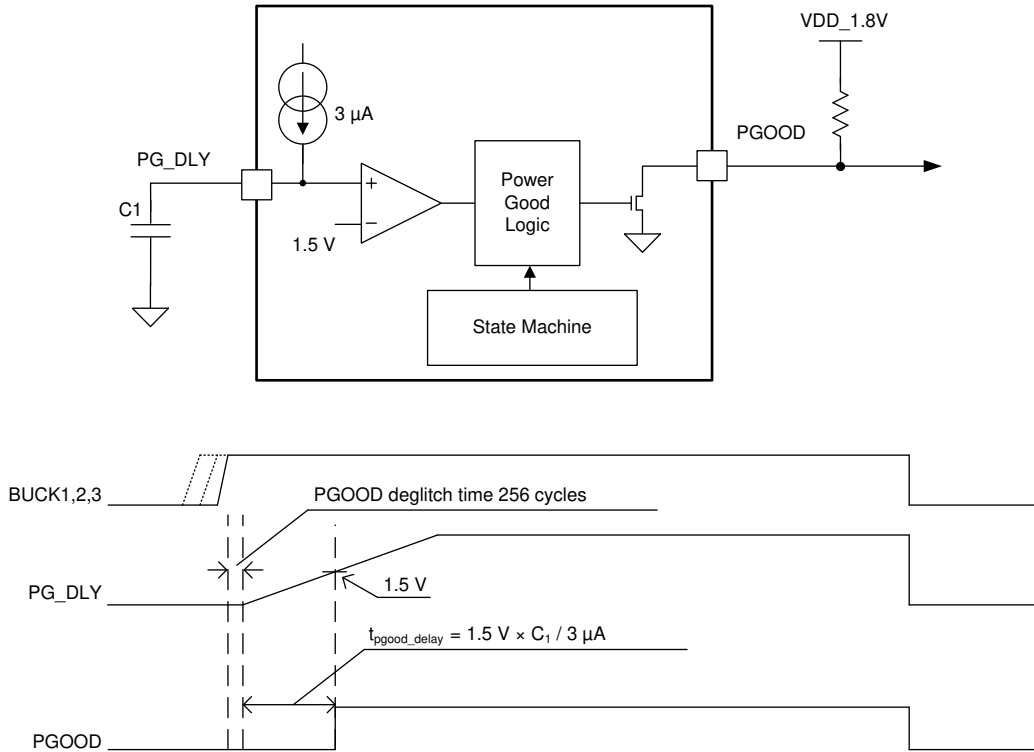 VDD_1.8V
3 µA
PGOOD
PG_DLY
+
Power
Good
Logic
C1
−
1.5 V
State Machine
BUCK1,2,3
PGOOD deglitch time 256 cycles
1.5 V
PG_DLY
tpgood_delay = 1.5 V × C1 / 3 µA
PGOOD